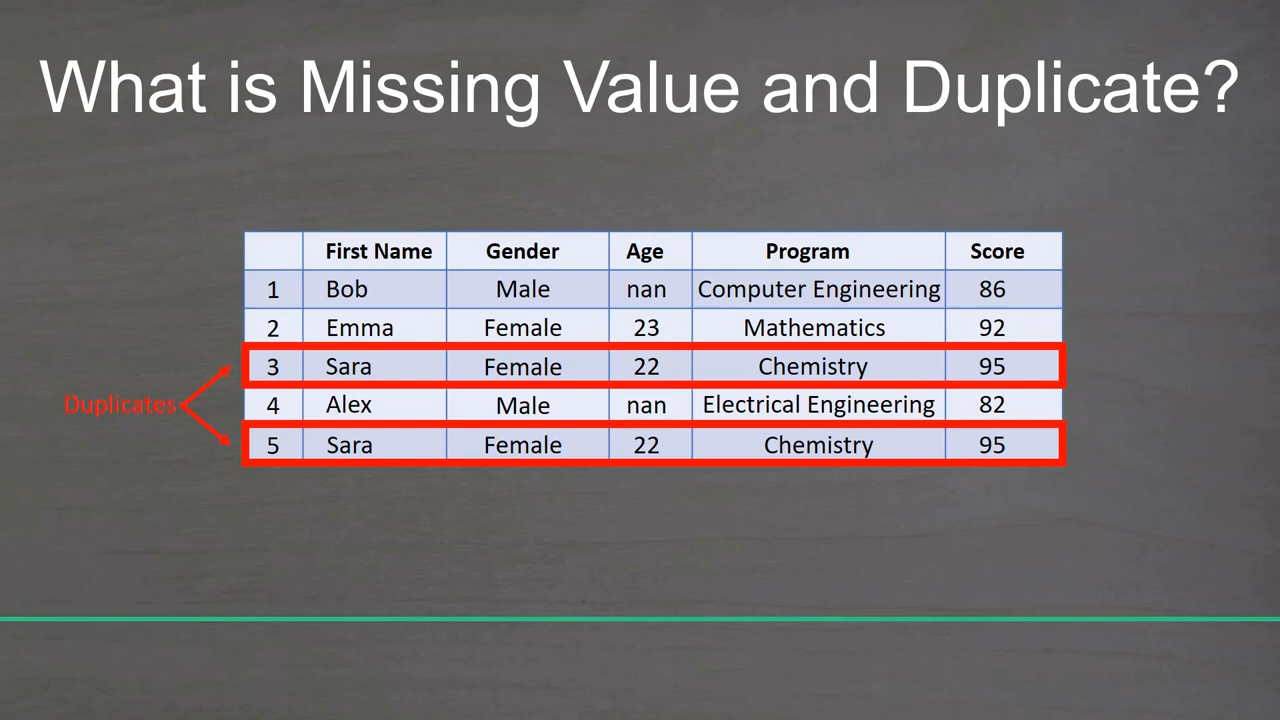 What is Missing Value and Duplicate?
First Name Gender Age Program Score
1 Bob Male nan Computer Engineering 86
2 Emma Female 23 Mathematics 92
3 Sara Female 22 Chemistry 95
Duplicates 4 Alex Male nan Electrical Engineering 82
5 Sara Female 22 Chemistry 95